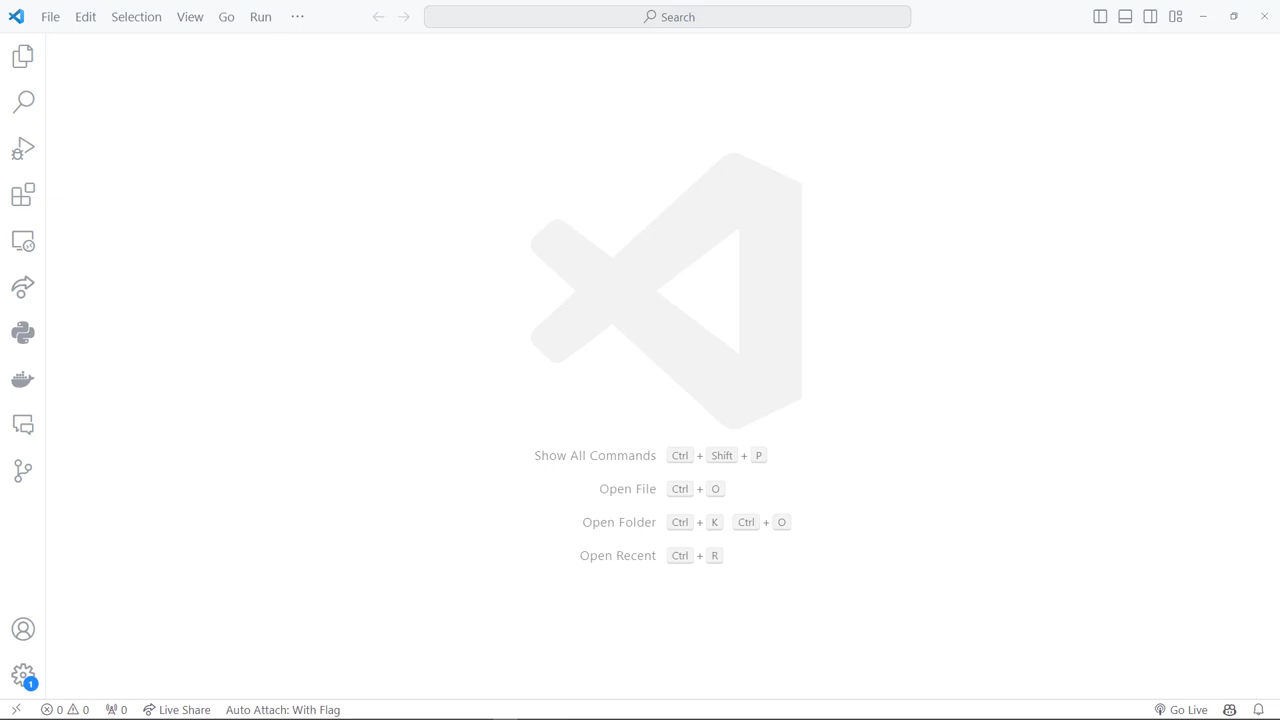 File Edit Selection View Go Run ··· Search
Show All Commands Ctrl + Shift + P
Open File Ctrl + O
Open Folder Ctrl + K Ctrl + O
Open Recent Ctrl + R
1
0 0 0 Live Share Auto Attach: With Flag Go Live